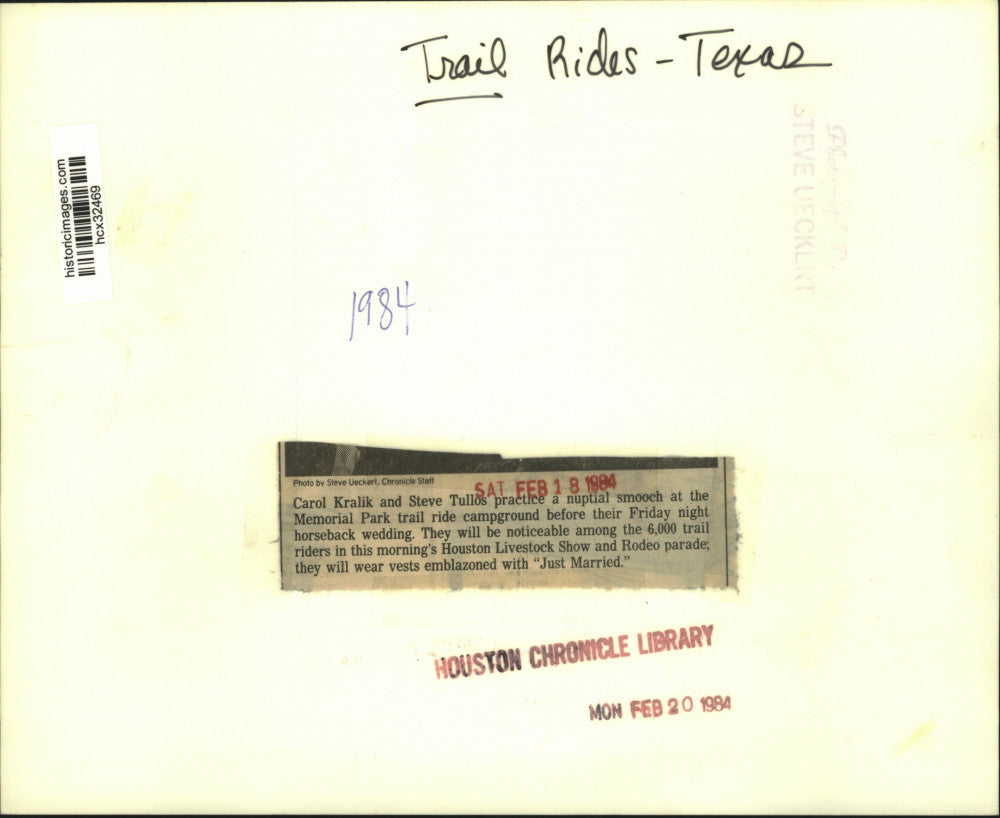 Trail Rides - Texas
historicimages.com
hcx32469
Photograph By
STEVE UECKERT
1984
Photo by Steve Ueckert, Chronicle Staff
SAT FEB 18 1984
Carol Kralik and Steve Tullos practice a nuptial smooch at the
Memorial Park trail ride campground before their Friday night
horseback wedding. They will be noticeable among the 6,000 trail
riders in this morning's Houston Livestock Show and Rodeo parade;
they will wear vests emblazoned with "Just Married."
HOUSTON CHRONICLE LIBRARY
MON FEB 20 1984